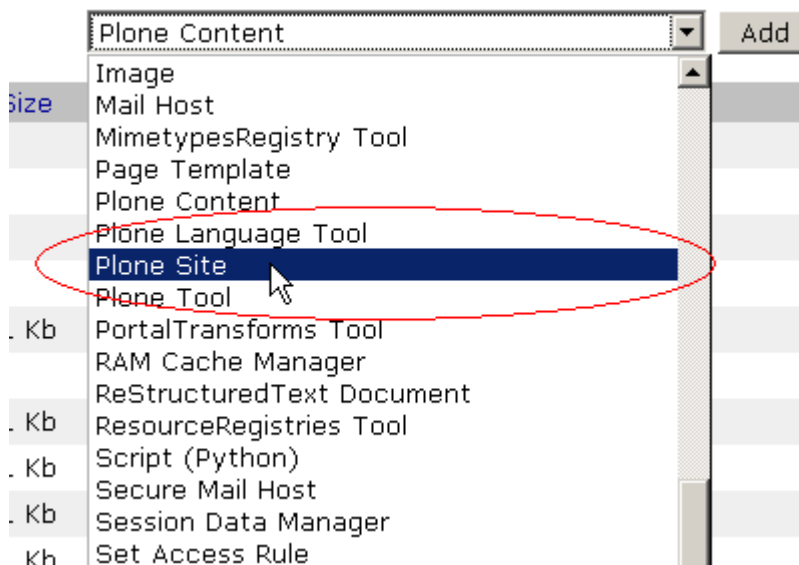 Plone Content Add
Image
Size Mail Host
MimetypesRegistry Tool
Page Template
Plone Content
Plone Language Tool
Plone Site
Plone Tool
Kb PortalTransforms Tool
RAM Cache Manager
ReStructuredText Document
Kb ResourceRegistries Tool
Kb Script (Python)
Secure Mail Host
Kb Session Data Manager
Kb Set Access Rule